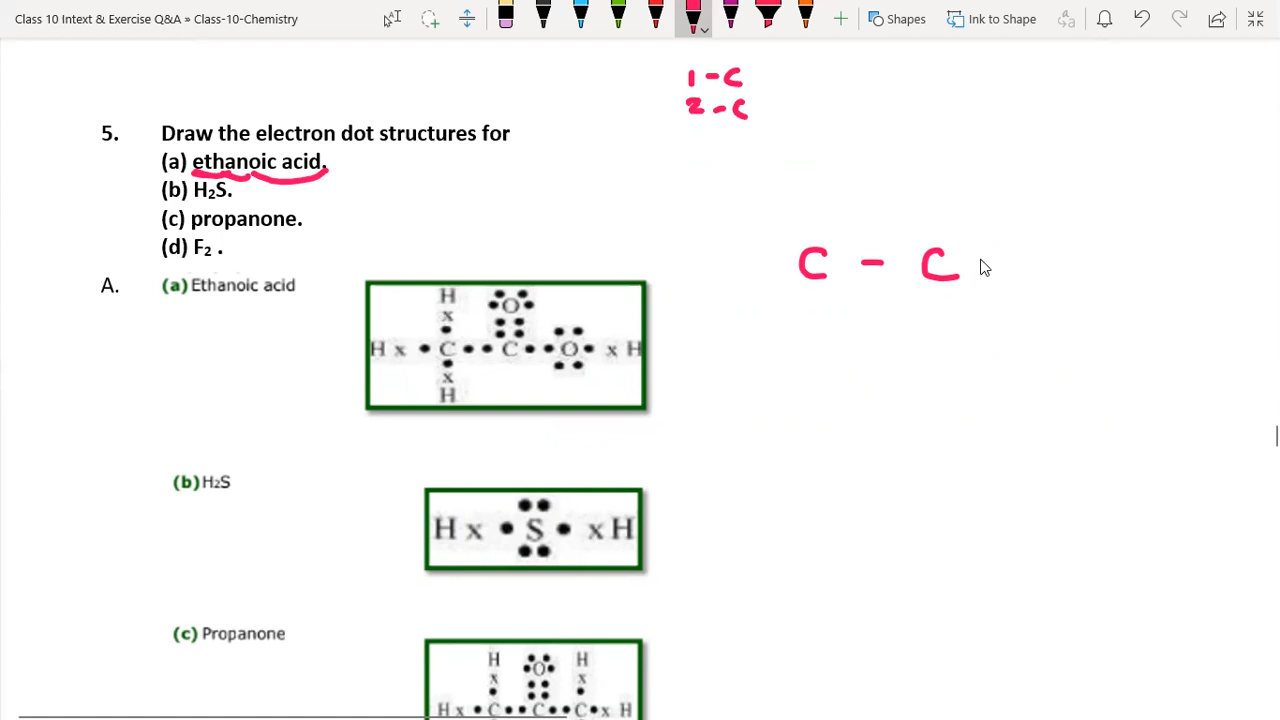 Class 10 Intext & Exercise Q&A » Class-10-Chemistry
Shapes
Ink to Shape
1 - C
2 - C
5. Draw the electron dot structures for
(a) ethanoic acid.
(b) H₂S.
(c) propanone.
(d) F₂ .
C - C
A. (a) Ethanoic acid
H
x
O
H x C C O x H
x
H
(b) H₂S
H x S x H
(c) Propanone
H O H
x x
H x C C C x H